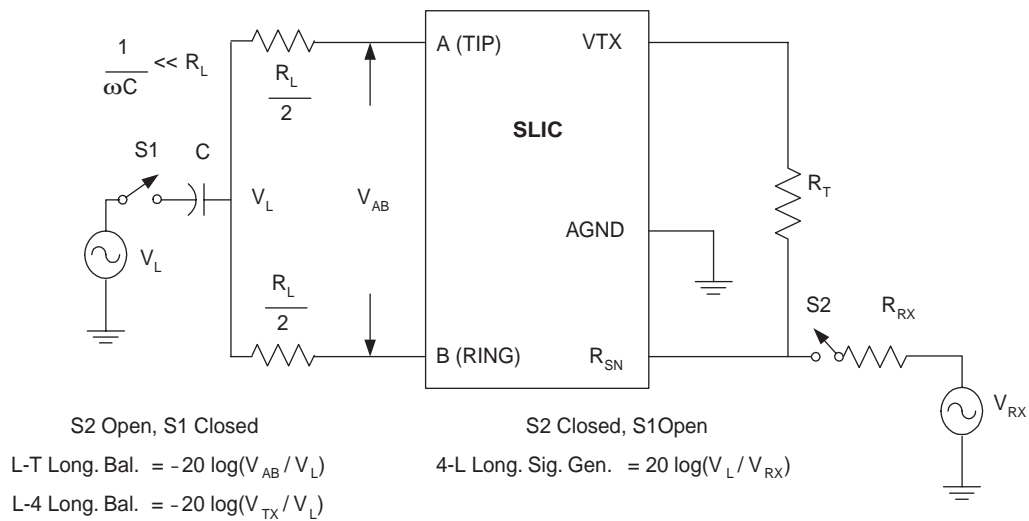 A (TIP)
VTX
1
ωC
<< R_L
R_L
2
SLIC
S1
C
V_L
V_AB
R_T
AGND
V_L
R_L
2
S2
R_RX
B (RING)
R_SN
V_RX
S2 Open, S1 Closed
S2 Closed, S1Open
L-T Long. Bal. = -20 log(V_AB / V_L)
4-L Long. Sig. Gen. = 20 log(V_L / V_RX)
L-4 Long. Bal. = -20 log(V_TX / V_L)